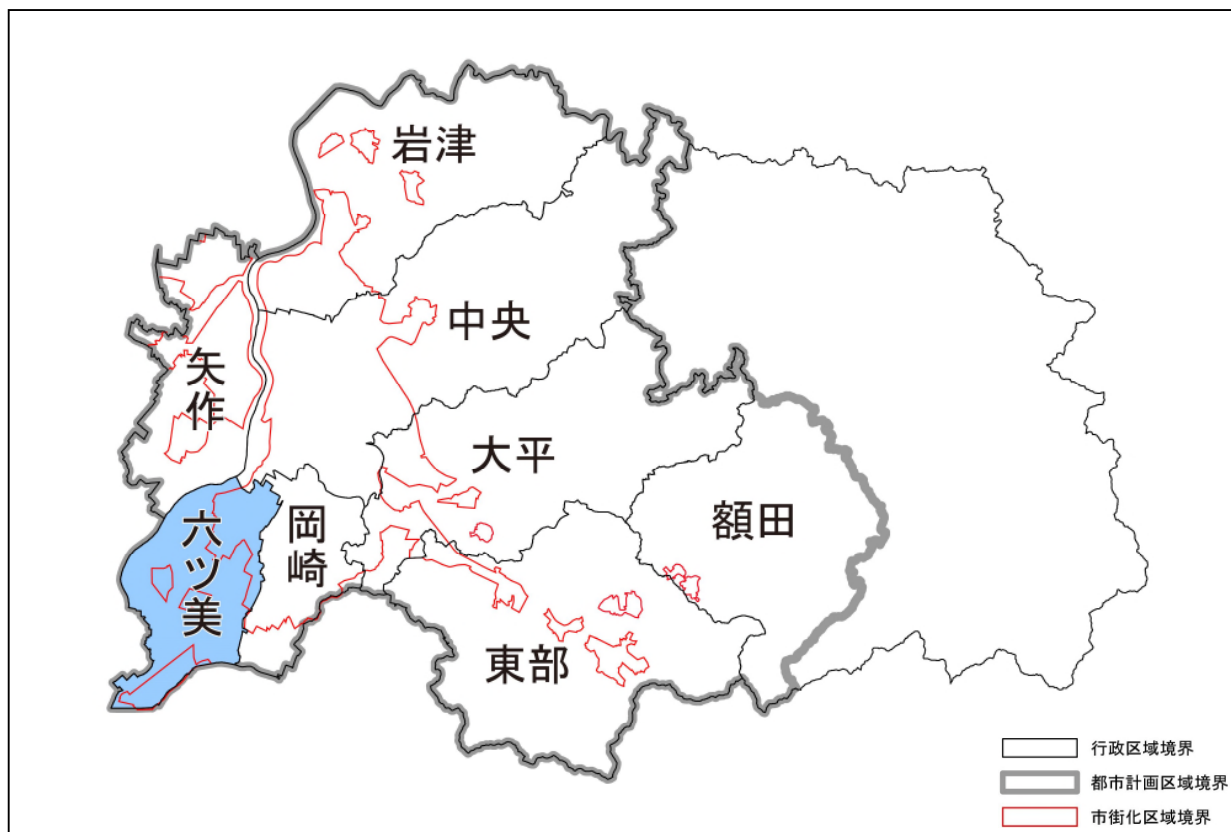 岩津
中央
矢作
大平
額田
岡崎
六ツ美
東部
行政区域境界
都市計画区域境界
市街化区域境界